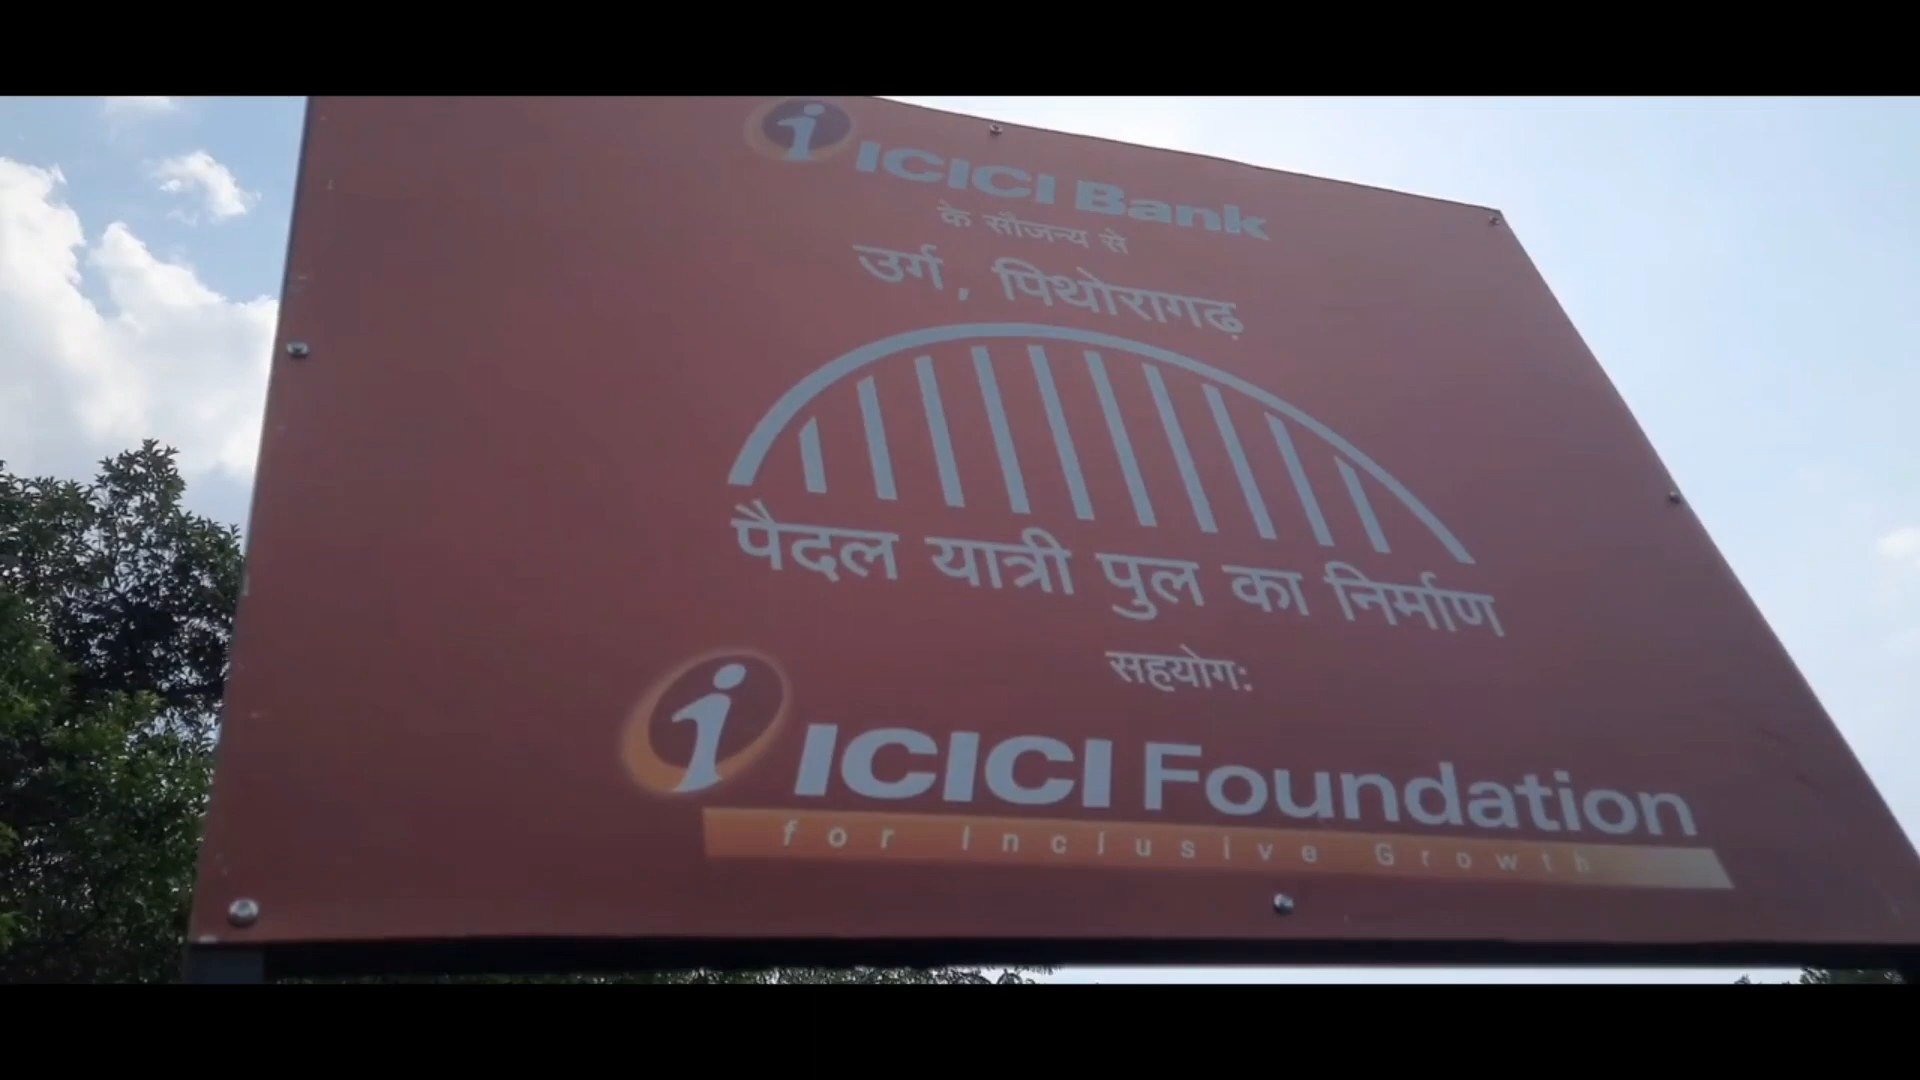 i ICICI Bank
के सौजन्य से
उर्ग, पिथोरागढ़
पैदल यात्री पुल का निर्माण
सहयोग:
i ICICI Foundation
for Inclusive Growth